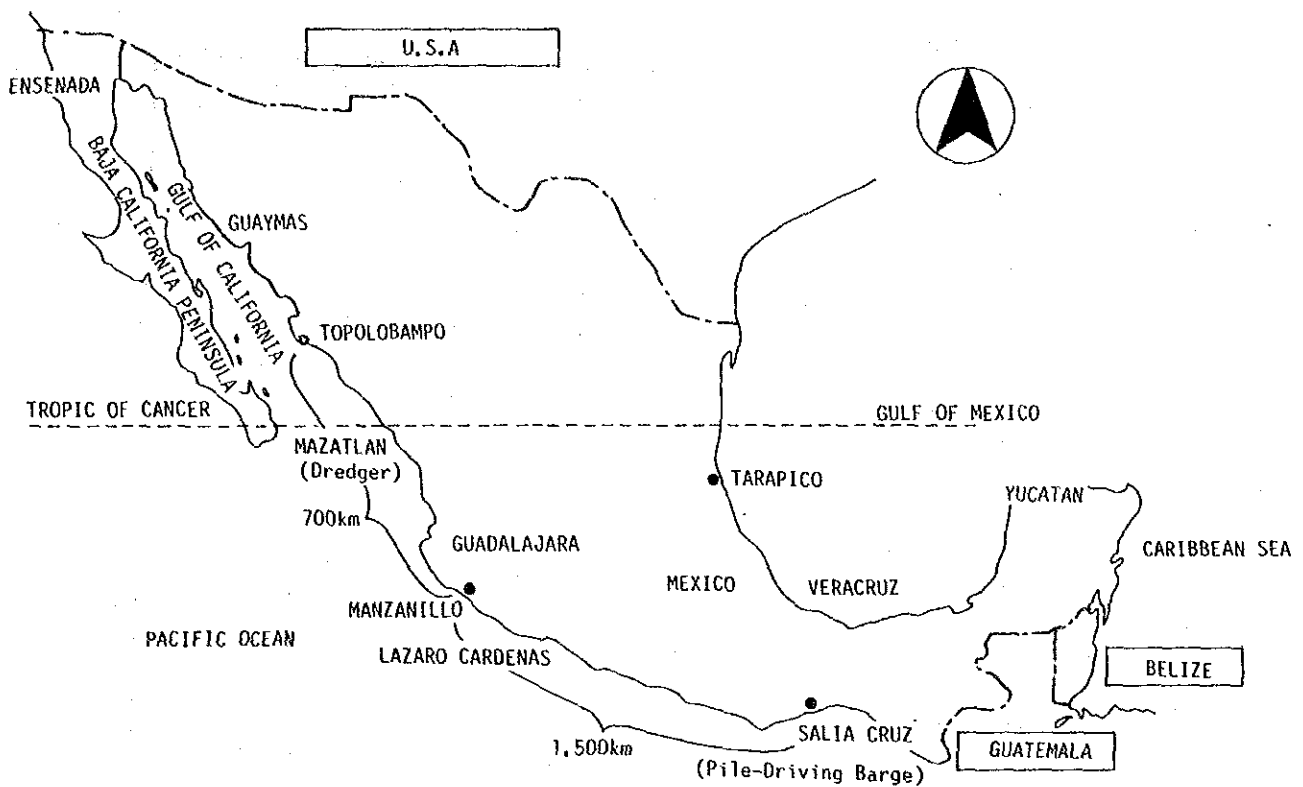 U.S.A
ENSENADA
BAJA CALIFORNIA PENINSULA
GULF OF CALIFORNIA
GUAYMAS
TOPOLOBAMPO
TROPIC OF CANCER
GULF OF MEXICO
MAZATLAN
(Dredger)
TARAPICO
YUCATAN
700km
GUADALAJARA
CARIBBEAN SEA
MEXICO
VERACRUZ
MANZANILLO
PACIFIC OCEAN
LAZARO CARDENAS
BELIZE
SALIA CRUZ
1,500km
GUATEMALA
(Pile-Driving Barge)